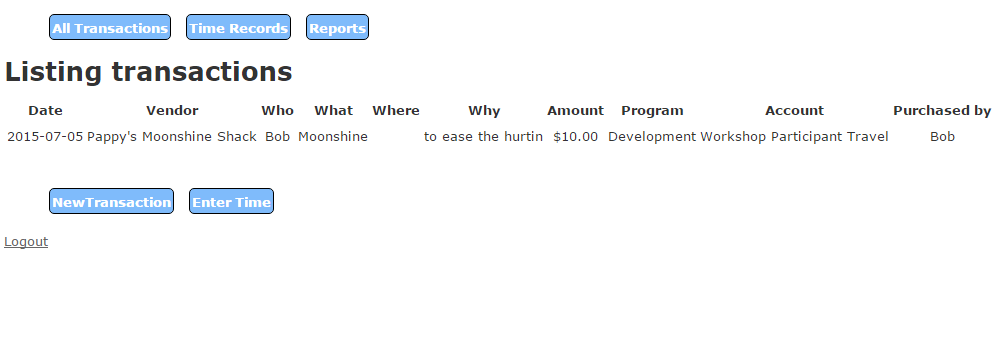 All Transactions Time Records Reports
Listing transactions
Date Vendor Who What Where Why Amount Program Account Purchased by
2015-07-05 Pappy's Moonshine Shack Bob Moonshine to ease the hurtin $10.00 Development Workshop Participant Travel Bob
NewTransaction Enter Time
Logout